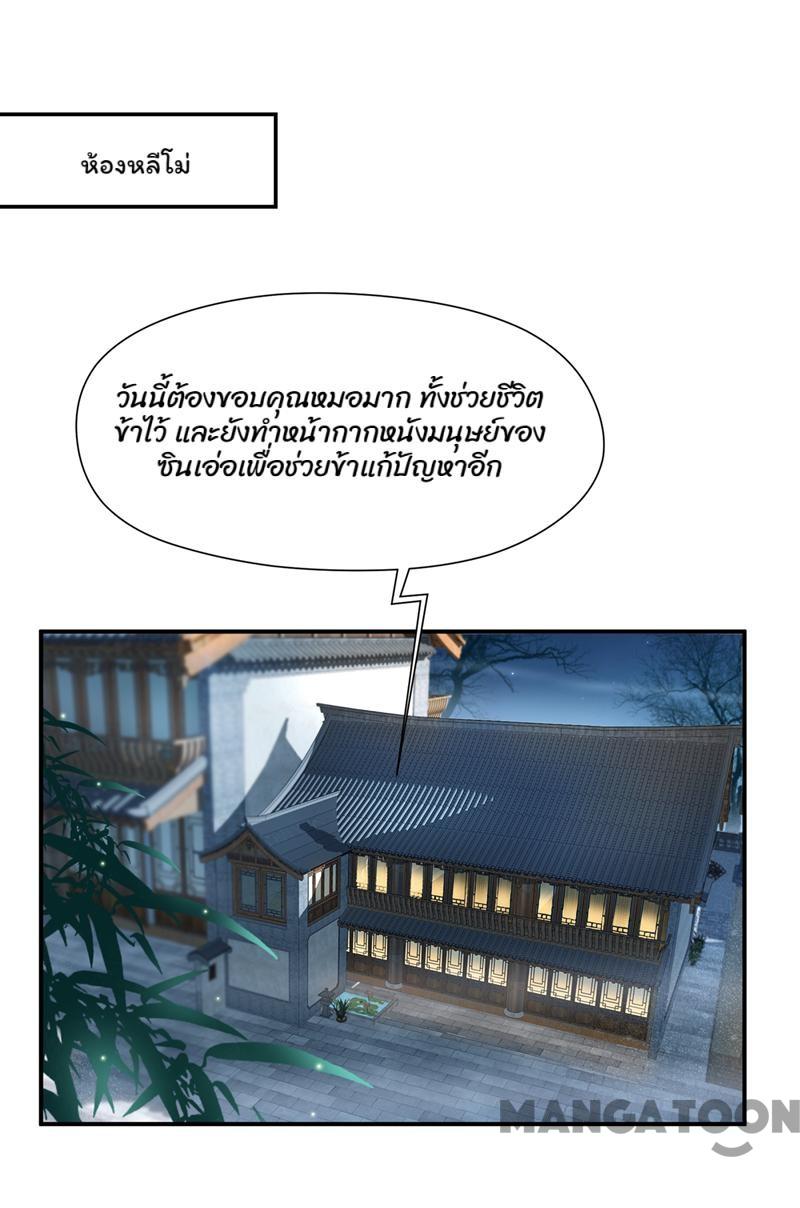 ห้องหลีโม่
วันนี้ต้องขอบคุณหมอมาก ทั้งช่วยชีวิต
ข้าไว้ และยังทำหน้ากากหนังมนุษย์ของ
ซินเอ่อเพื่อช่วยข้าแก้ปัญหาอีก
MANGATOON